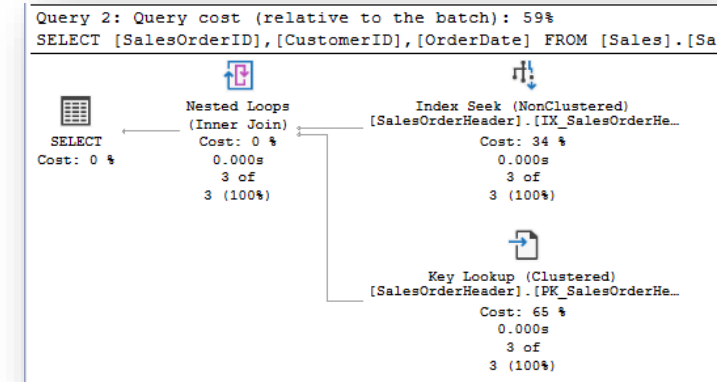 Query 2: Query cost (relative to the batch): 59%
SELECT [SalesOrderID],[CustomerID],[OrderDate] FROM [Sales].[Sa
Nested Loops
(Inner Join)
Cost: 0 %
0.000s
3 of
3 (100%)
Index Seek (NonClustered)
[SalesOrderHeader].[IX_SalesOrderHe…
Cost: 34 %
0.000s
3 of
3 (100%)
SELECT
Cost: 0 %
Key Lookup (Clustered)
[SalesOrderHeader].[PK_SalesOrderHe…
Cost: 65 %
0.000s
3 of
3 (100%)